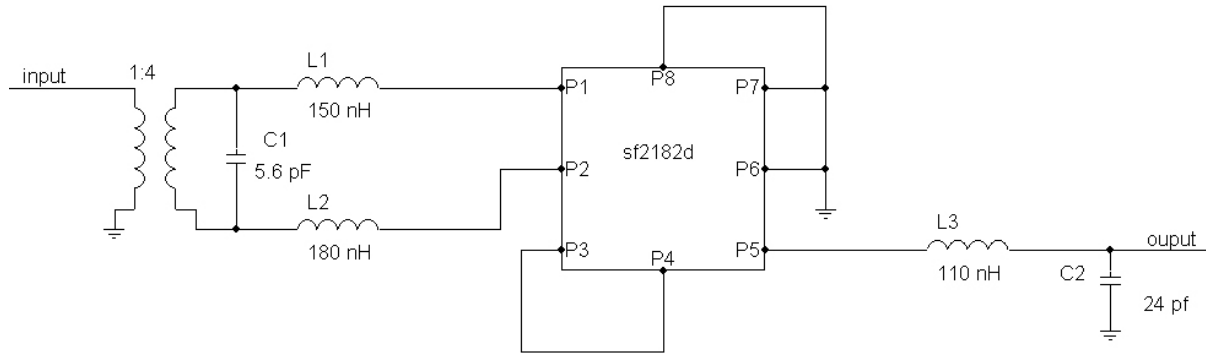 input
1:4
L1
150 nH
C1
5.6 pF
L2
180 nH
P1
P2
P3
P4
P5
P6
P7
P8
sf2182d
L3
110 nH
C2
24 pf
ouput